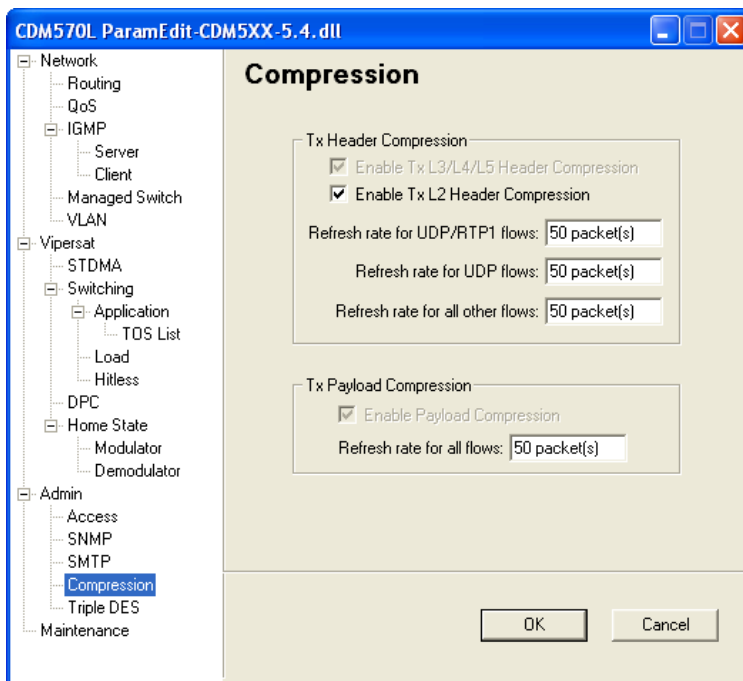 CDM570L ParamEdit-CDM5XX-5.4.dll
Network
Routing
QoS
IGMP
Server
Client
Managed Switch
VLAN
Vipersat
STDMA
Switching
Application
TOS List
Load
Hitless
DPC
Home State
Modulator
Demodulator
Admin
Access
SNMP
SMTP
Compression
Triple DES
Maintenance
Compression
Tx Header Compression
Enable Tx L3/L4/L5 Header Compression
Enable Tx L2 Header Compression
Refresh rate for UDP/RTP1 flows: 50 packet(s)
Refresh rate for UDP flows: 50 packet(s)
Refresh rate for all other flows: 50 packet(s)
Tx Payload Compression
Enable Payload Compression
Refresh rate for all flows: 50 packet(s)
OK
Cancel